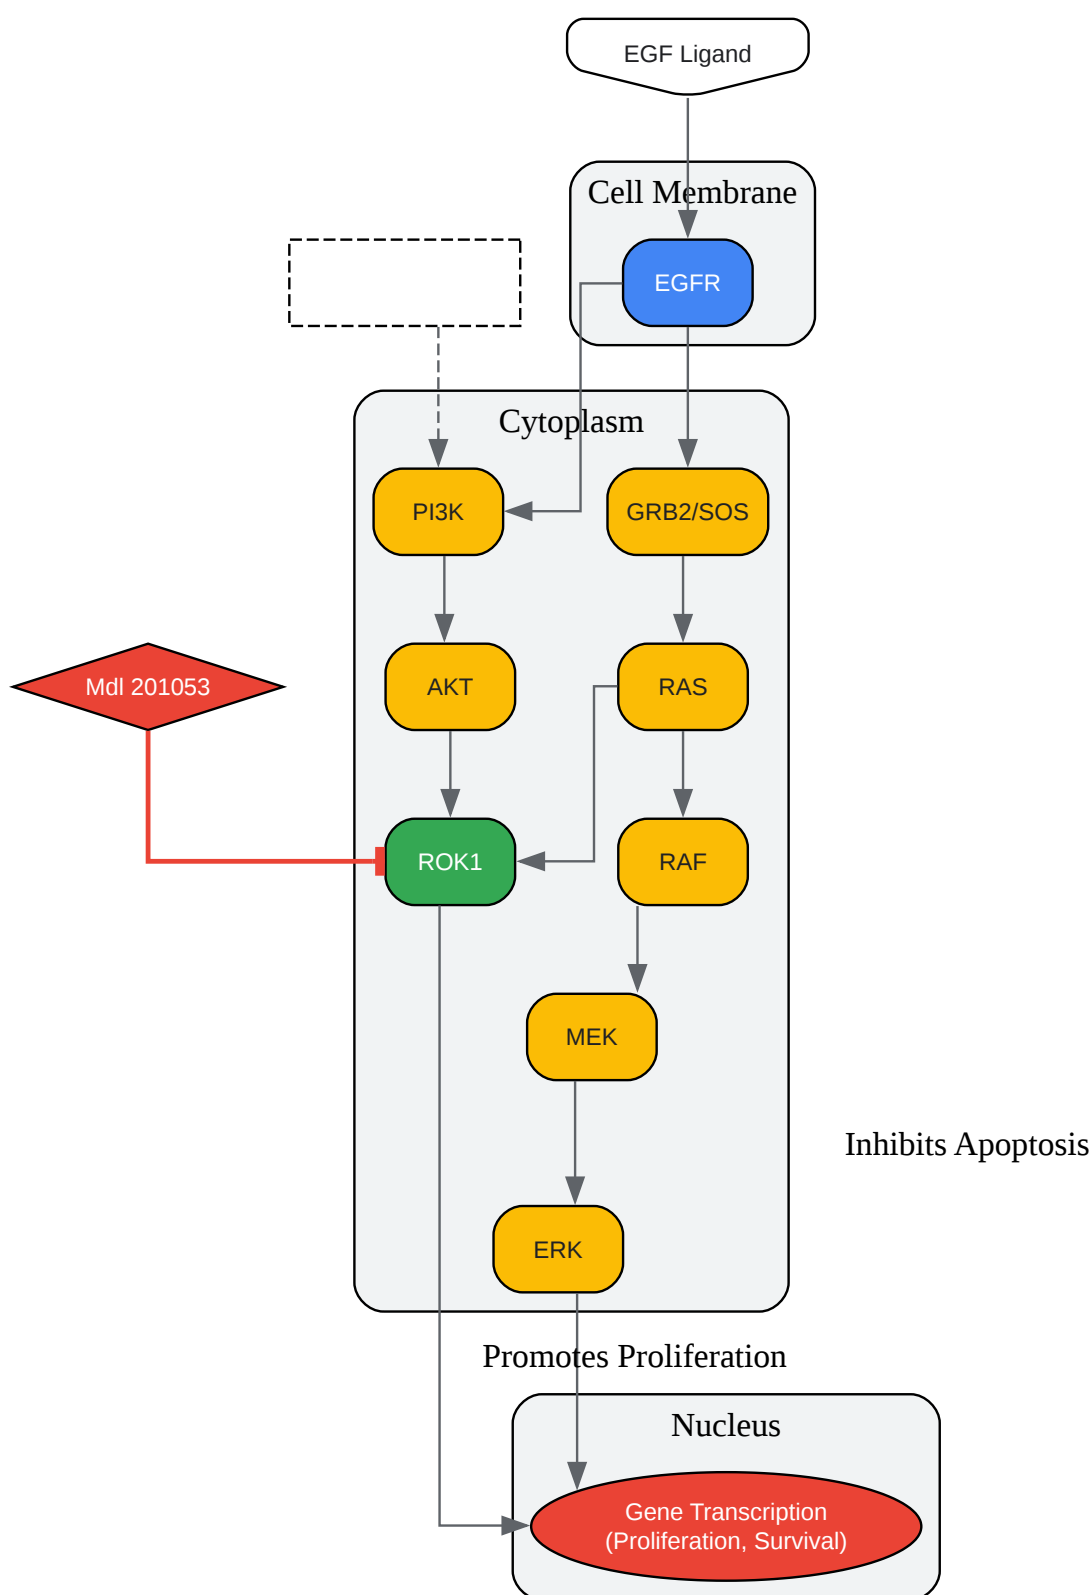 EGF Ligand
Cell Membrane
EGFR
Cytoplasm
PI3K
GRB2/SOS
Mdl 201053
AKT
RAS
ROK1
RAF
MEK
Inhibits Apoptosis
ERK
Promotes Proliferation
Nucleus
Gene Transcription
(Proliferation, Survival)